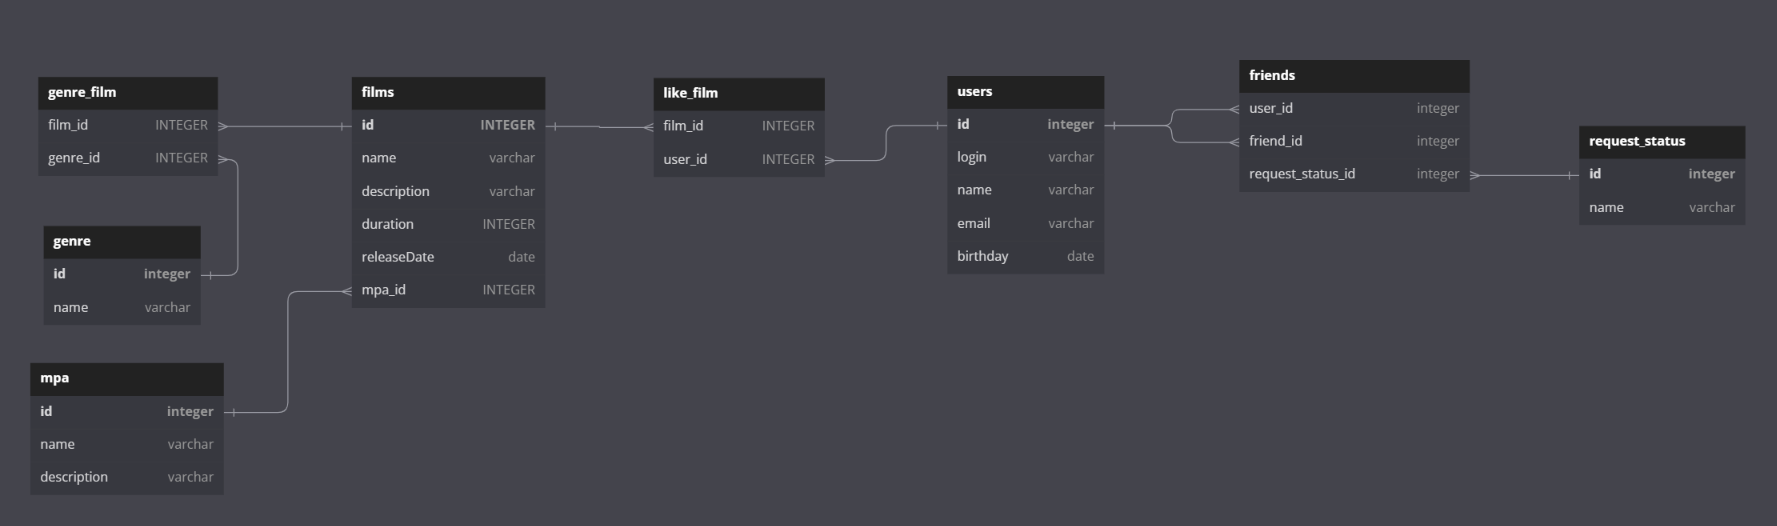 genre_film
film_id INTEGER
genre_id INTEGER
genre
id integer
name varchar
mpa
id integer
name varchar
description varchar
films
id INTEGER
name varchar
description varchar
duration INTEGER
releaseDate date
mpa_id INTEGER
like_film
film_id INTEGER
user_id INTEGER
users
id integer
login varchar
name varchar
email varchar
birthday date
friends
user_id integer
friend_id integer
request_status_id integer
request_status
id integer
name varchar